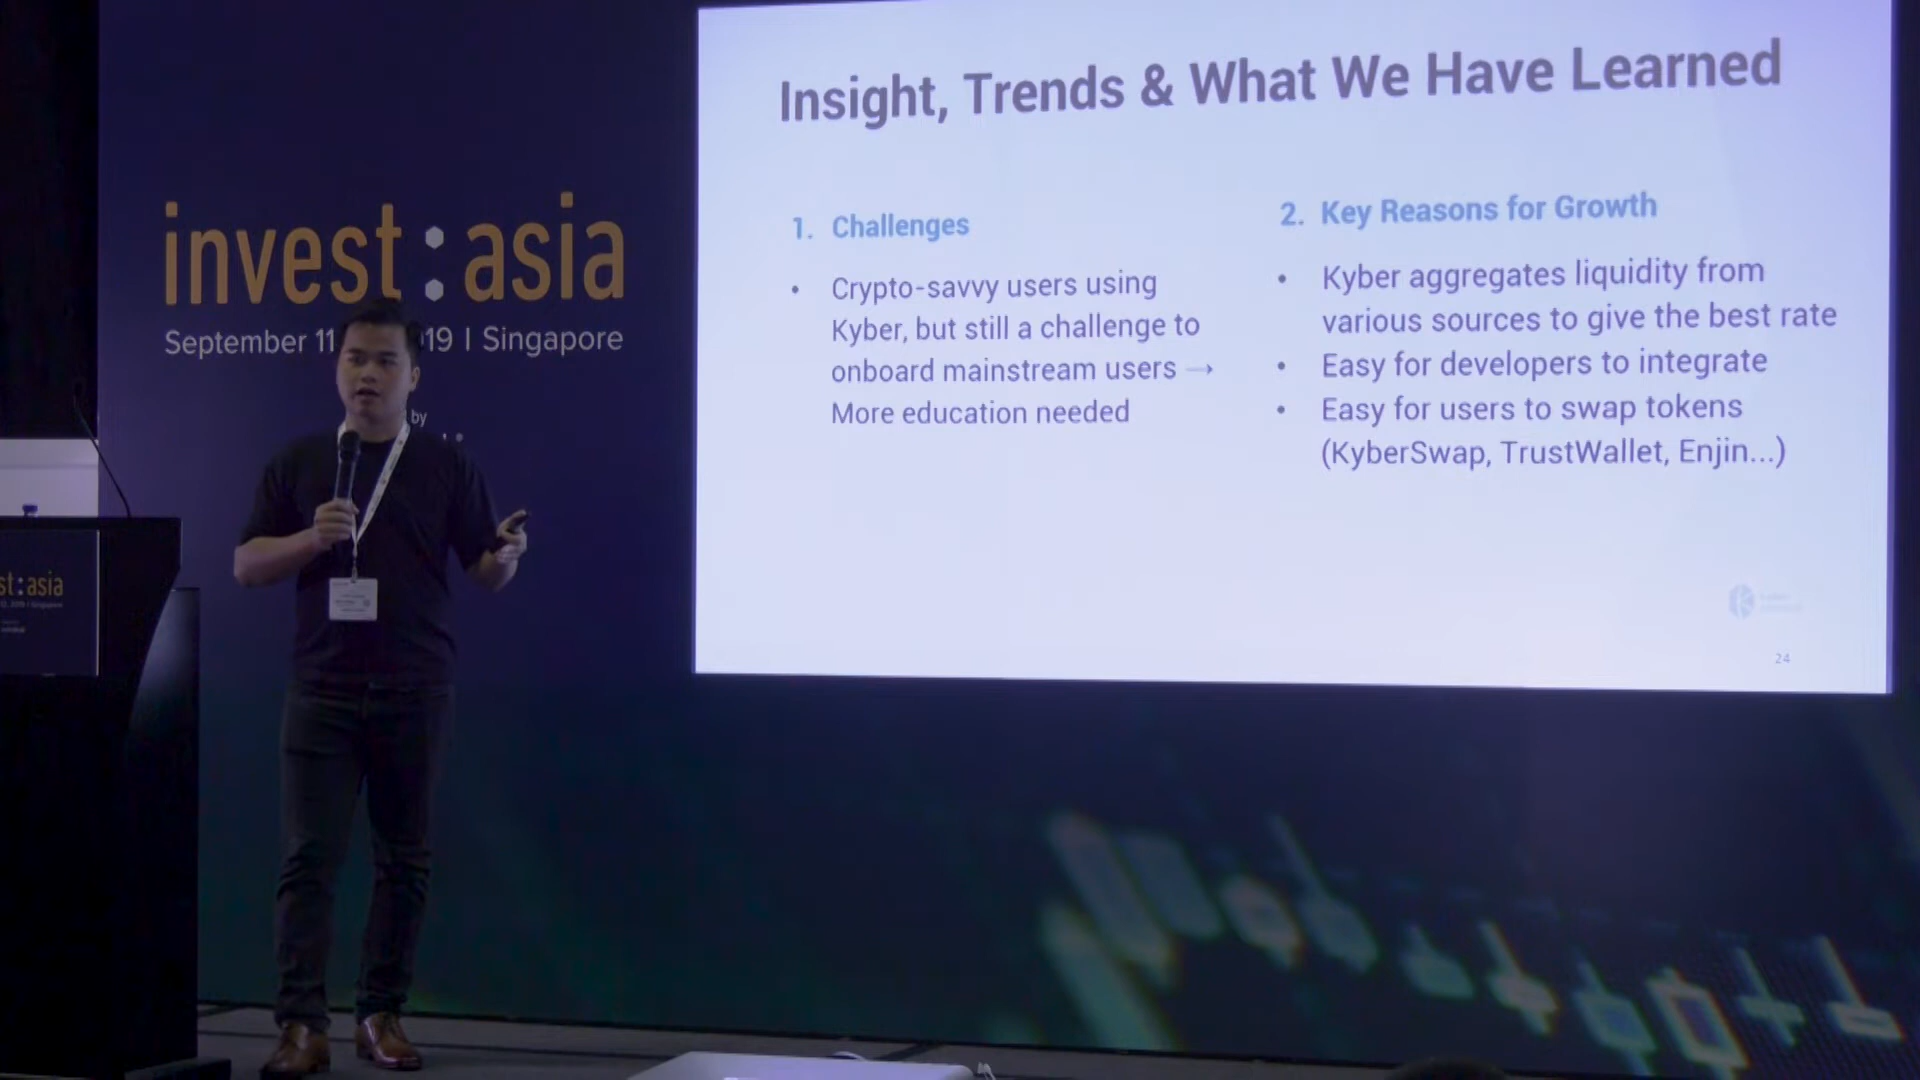 invest:asia
September 11
19 | Singapore
by
st:asia
Insight, Trends & What We Have Learned
1. Challenges
• Crypto-savvy users using
Kyber, but still a challenge to
onboard mainstream users →
More education needed
2. Key Reasons for Growth
• Kyber aggregates liquidity from
various sources to give the best rate
• Easy for developers to integrate
• Easy for users to swap tokens
(KyberSwap, TrustWallet, Enjin...)
24